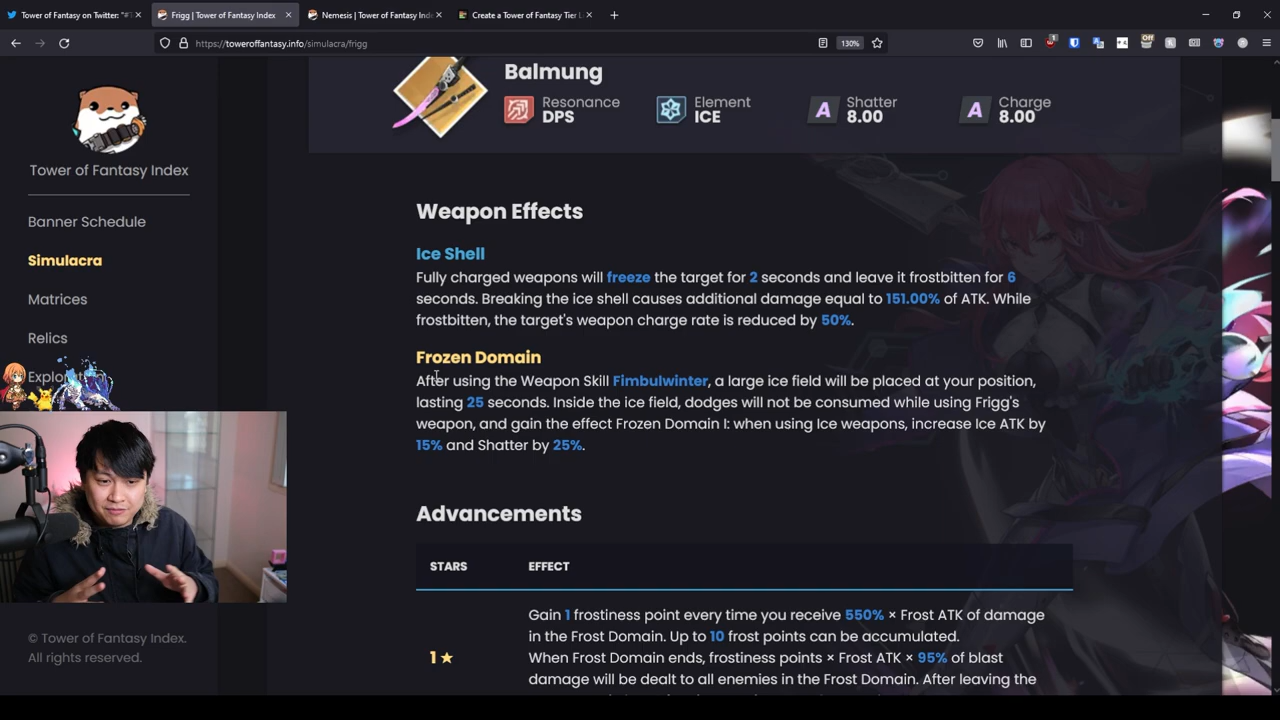 Tower of Fantasy on Twitter: "#T
Frigg | Tower of Fantasy Index
Nemesis | Tower of Fantasy Ind
Create a Tower of Fantasy Tier L
https://toweroffantasy.info/simulacra/frigg
130%
1
Off
Tower of Fantasy Index
Banner Schedule
Simulacra
Matrices
Relics
Explorat
© Tower of Fantasy Index.
All rights reserved.
Balmung
Resonance
DPS
Element
ICE
A
Shatter
8.00
A
Charge
8.00
Weapon Effects
Ice Shell
Fully charged weapons will freeze the target for 2 seconds and leave it frostbitten for 6
seconds. Breaking the ice shell causes additional damage equal to 151.00% of ATK. While
frostbitten, the target's weapon charge rate is reduced by 50%.
Frozen Domain
After using the Weapon Skill Fimbulwinter, a large ice field will be placed at your position,
lasting 25 seconds. Inside the ice field, dodges will not be consumed while using Frigg's
weapon, and gain the effect Frozen Domain I: when using Ice weapons, increase Ice ATK by
15% and Shatter by 25%.
Advancements
STARS
EFFECT
1
Gain 1 frostiness point every time you receive 550% × Frost ATK of damage
in the Frost Domain. Up to 10 frost points can be accumulated.
When Frost Domain ends, frostiness points × Frost ATK × 95% of blast
damage will be dealt to all enemies in the Frost Domain. After leaving the